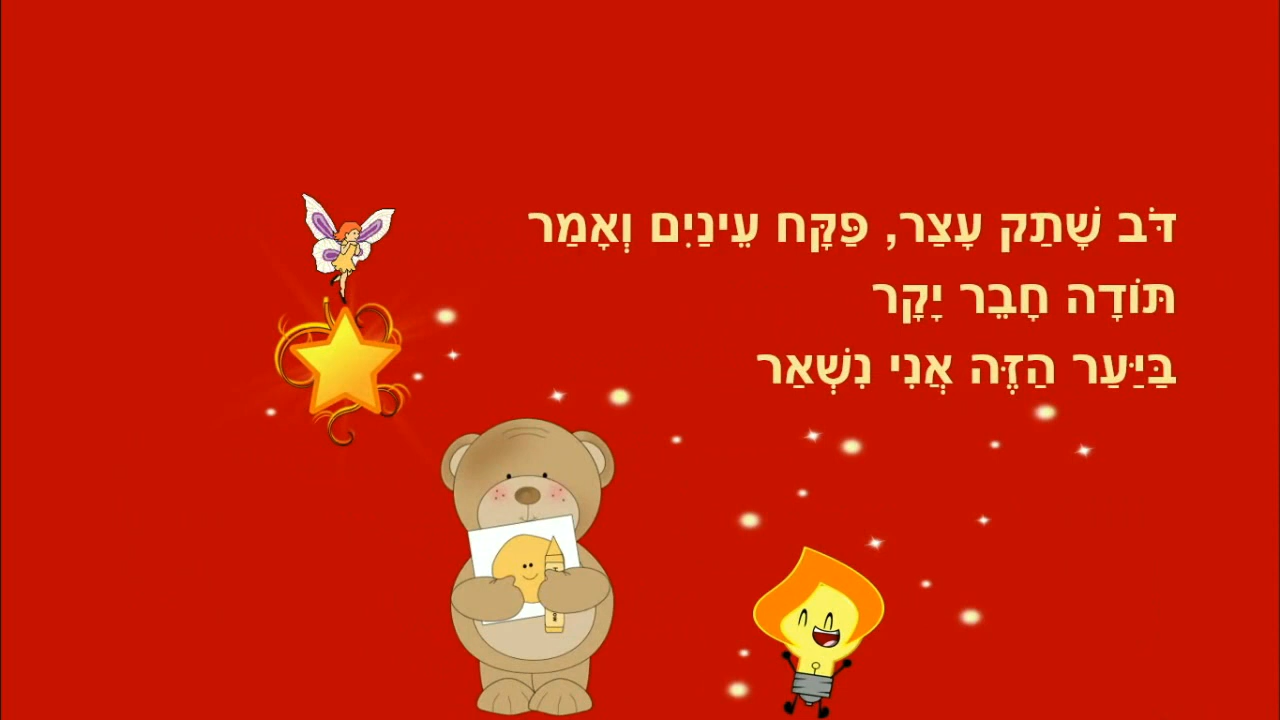 דֹּב שָׁתַק עָצַר, פַּקָּח עֵינַיִם וְאָמַר
תּוֹדָה חָבֵר יָקָר
בַּיַּעַר הַזֶּה אֲנִי נִשְׁאַר